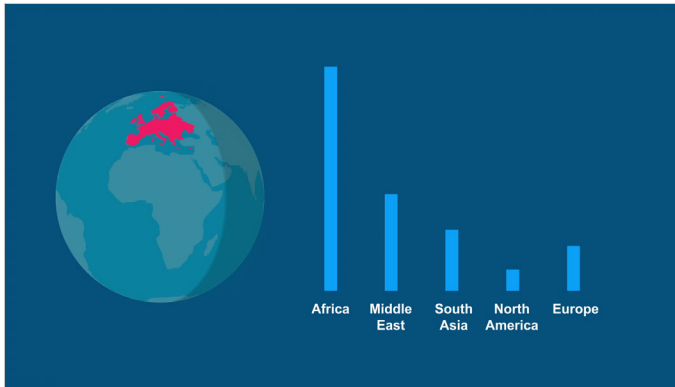 Africa
Middle
East
South
Asia
North
America
Europe